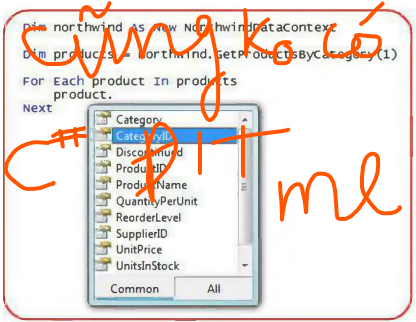 Dim northwind As New NorthwindDataContext
Dim products = northwind.GetProductsByCategory(1)
For Each product In products
product.
Next
Category
CategoryID
Discontinued
ProductID
ProductName
QuantityPerUnit
ReorderLevel
SupplierID
UnitPrice
UnitsInStock
Common All
cũng ko có
PTT
me